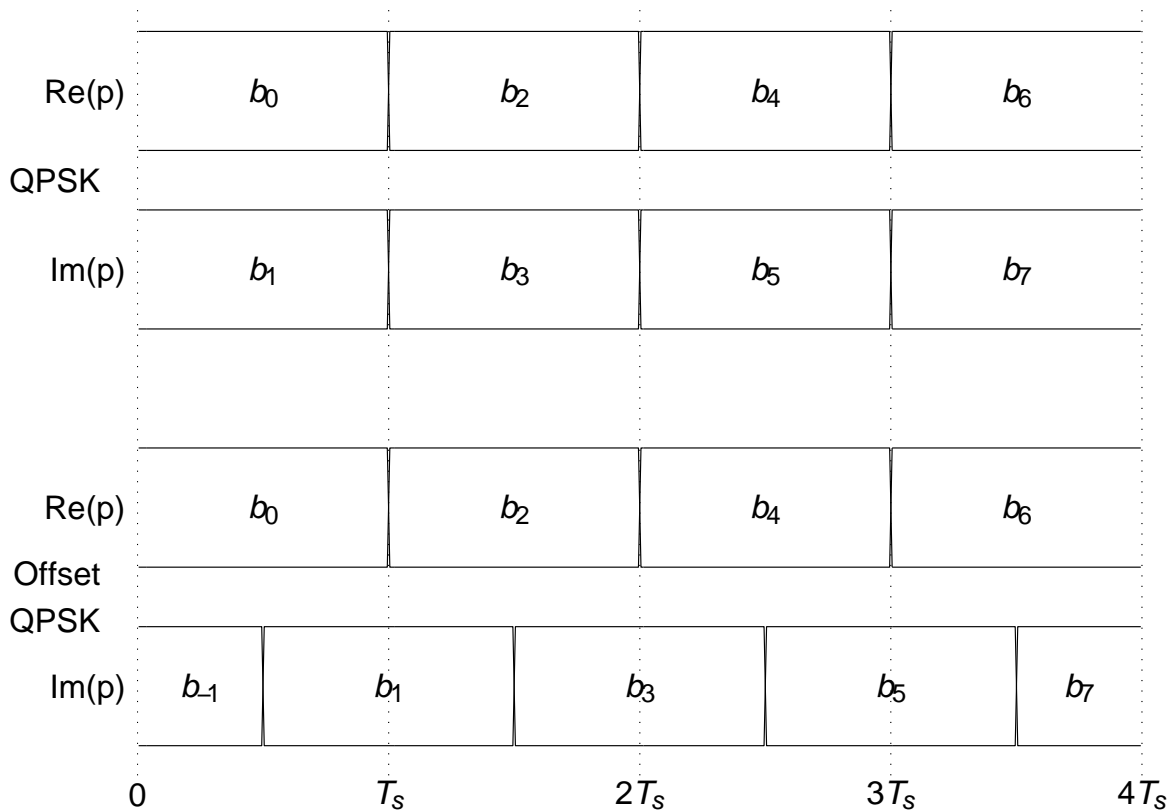 Re(p) b₀ b₂ b₄ b₆
QPSK
Im(p) b₁ b₃ b₅ b₇
Re(p) b₀ b₂ b₄ b₆
Offset
QPSK
Im(p) b₋₁ b₁ b₃ b₅ b₇
0 Tₛ 2Tₛ 3Tₛ 4Tₛ